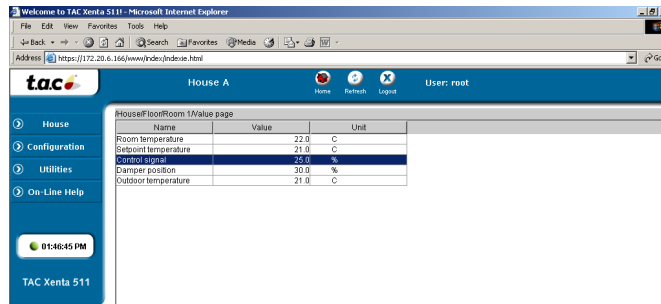 Welcome to TAC Xenta 511! - Microsoft Internet Explorer
File Edit View Favorites Tools Help
Back Search Favorites Media
Address https://172.20.6.166/www/index/indexie.html Go
t.a.c House A Home Refresh Logout User: root
/House/Floor/Room 1/Value page
House
Configuration
Utilities
On-Line Help
01:46:45 PM
TAC Xenta 511
Name Value Unit
Room temperature 22.0 C
Setpoint temperature 21.0 C
Control signal 25.0 %
Damper position 30.0 %
Outdoor temperature 21.0 C